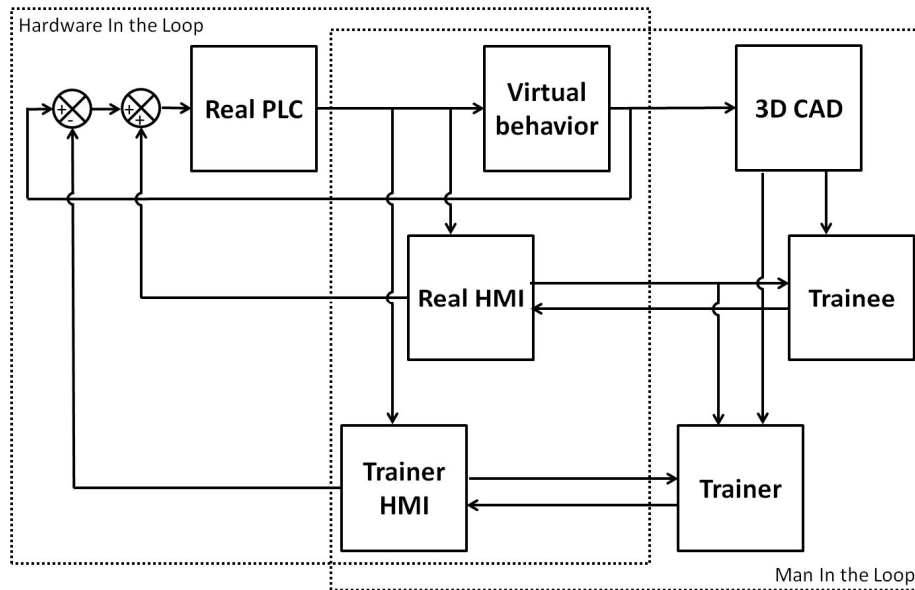 Hardware In the Loop
+
-
+
+
Real PLC
Virtual
behavior
3D CAD
Real HMI
Trainee
Trainer
HMI
Trainer
Man In the Loop